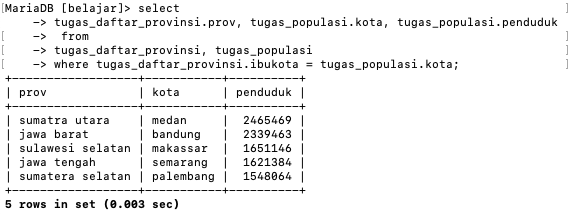 [MariaDB [belajar]> select ]
    -> tugas_daftar_provinsi.prov, tugas_populasi.kota, tugas_populasi.penduduk
[    ->  from ]
    -> tugas_daftar_provinsi, tugas_populasi
[    -> where tugas_daftar_provinsi.ibukota = tugas_populasi.kota; ]
+------------------+-----------+----------+
| prov             | kota      | penduduk |
+------------------+-----------+----------+
| sumatra utara    | medan     |  2465469 |
| jawa barat       | bandung   |  2339463 |
| sulawesi selatan | makassar  |  1651146 |
| jawa tengah      | semarang  |  1621384 |
| sumatera selatan | palembang |  1548064 |
+------------------+-----------+----------+
5 rows in set (0.003 sec)